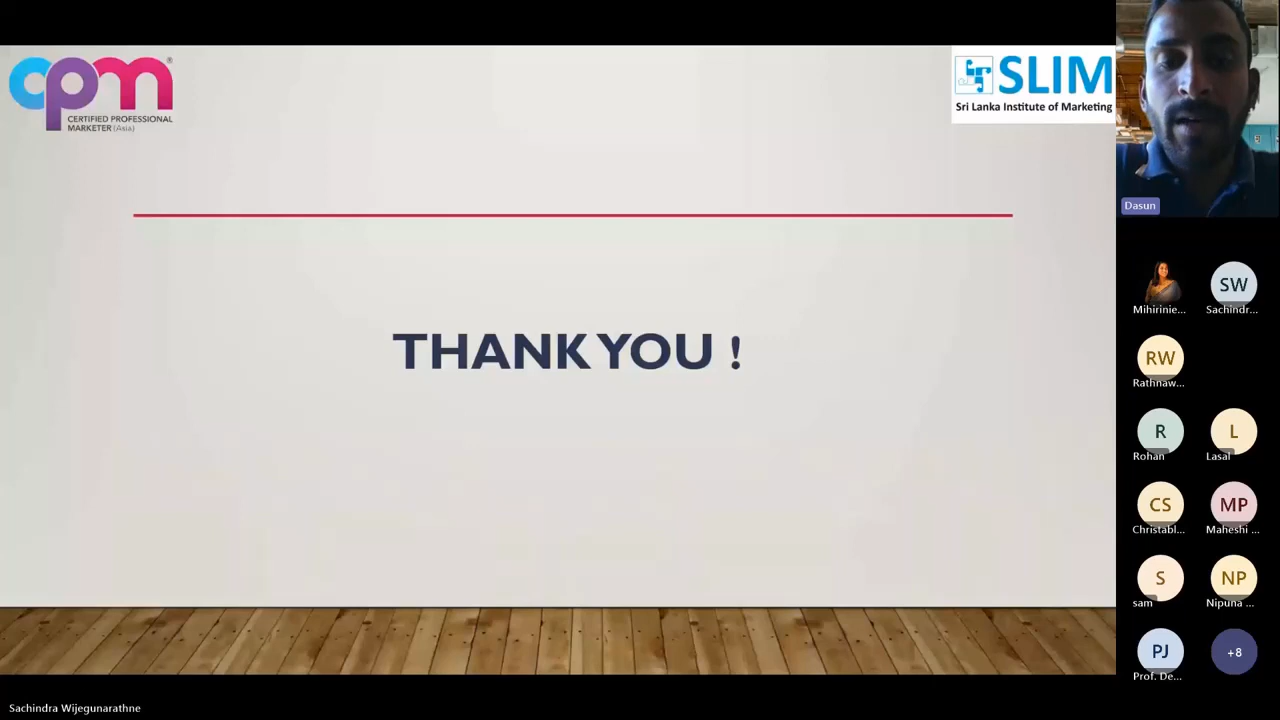 cpm®
CERTIFIED PROFESSIONAL
MARKETER (Asia)
SLIM
Sri Lanka Institute of Marketing
THANK YOU !
Dasun
Mihirinie...
SW
Sachindr...
RW
Rathnaw...
R
Rohan
L
Lasal
CS
Christabl...
MP
Maheshi ...
S
sam
NP
Nipuna ...
PJ
Prof. De...
+8
Sachindra Wijegunarathne